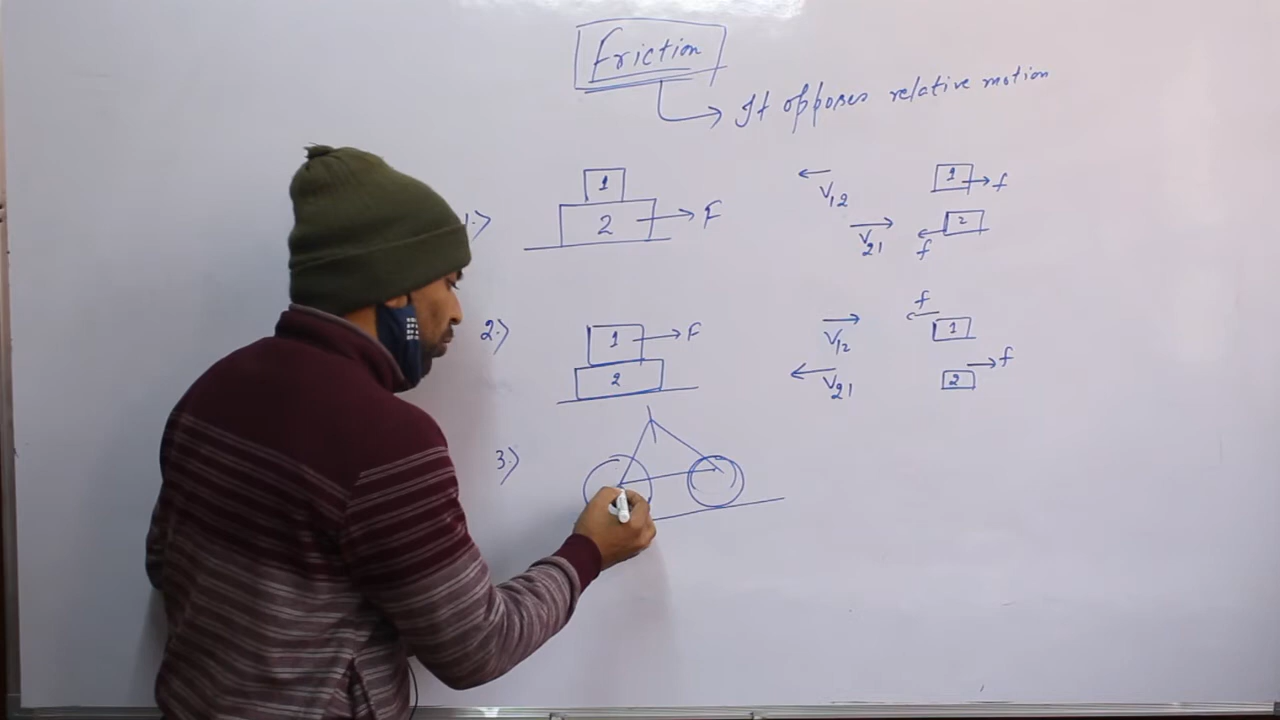 Friction
It opposes relative motion
1.)
1
2
F
V12
V21
1
f
2
f
2.)
1
F
2
V12
V21
f
1
2
f
3.)